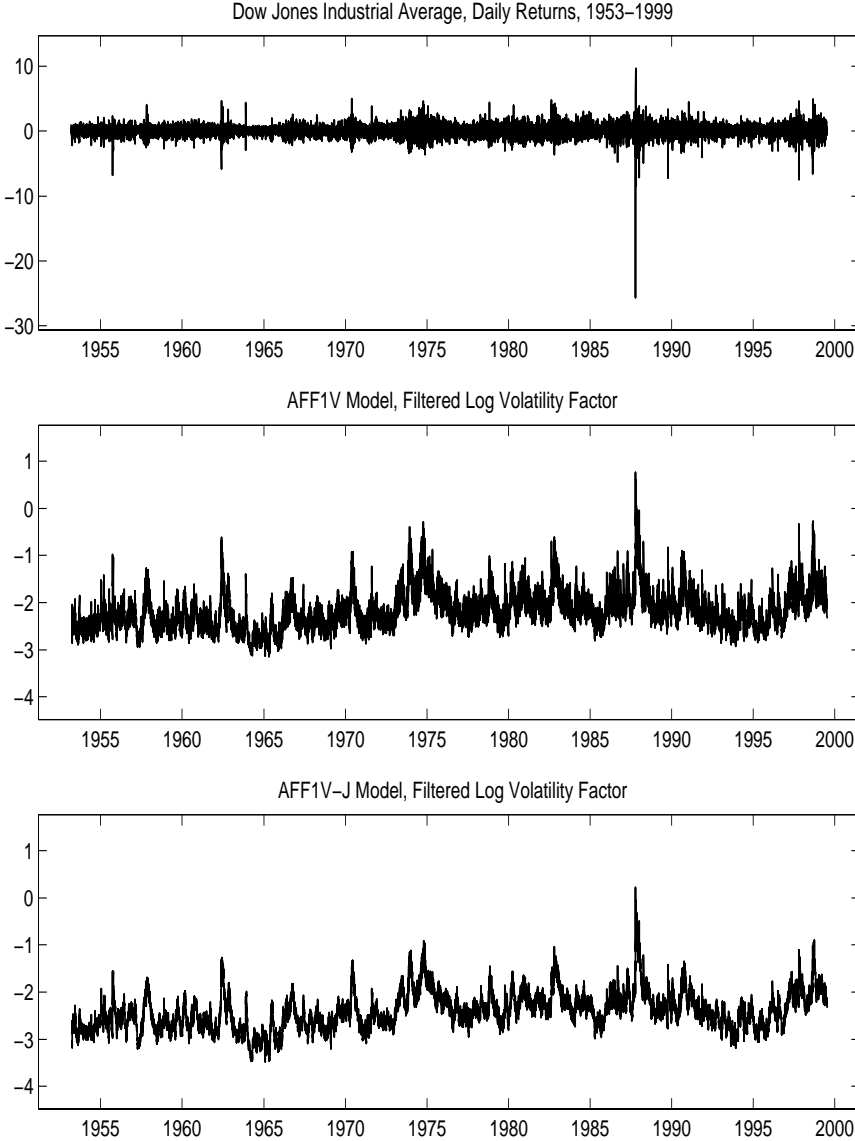 Dow Jones Industrial Average, Daily Returns, 1953−1999
10
0
−10
−20
−30
1955 1960 1965 1970 1975 1980 1985 1990 1995 2000
AFF1V Model, Filtered Log Volatility Factor
1
0
−1
−2
−3
−4
1955 1960 1965 1970 1975 1980 1985 1990 1995 2000
AFF1V−J Model, Filtered Log Volatility Factor
1
0
−1
−2
−3
−4
1955 1960 1965 1970 1975 1980 1985 1990 1995 2000